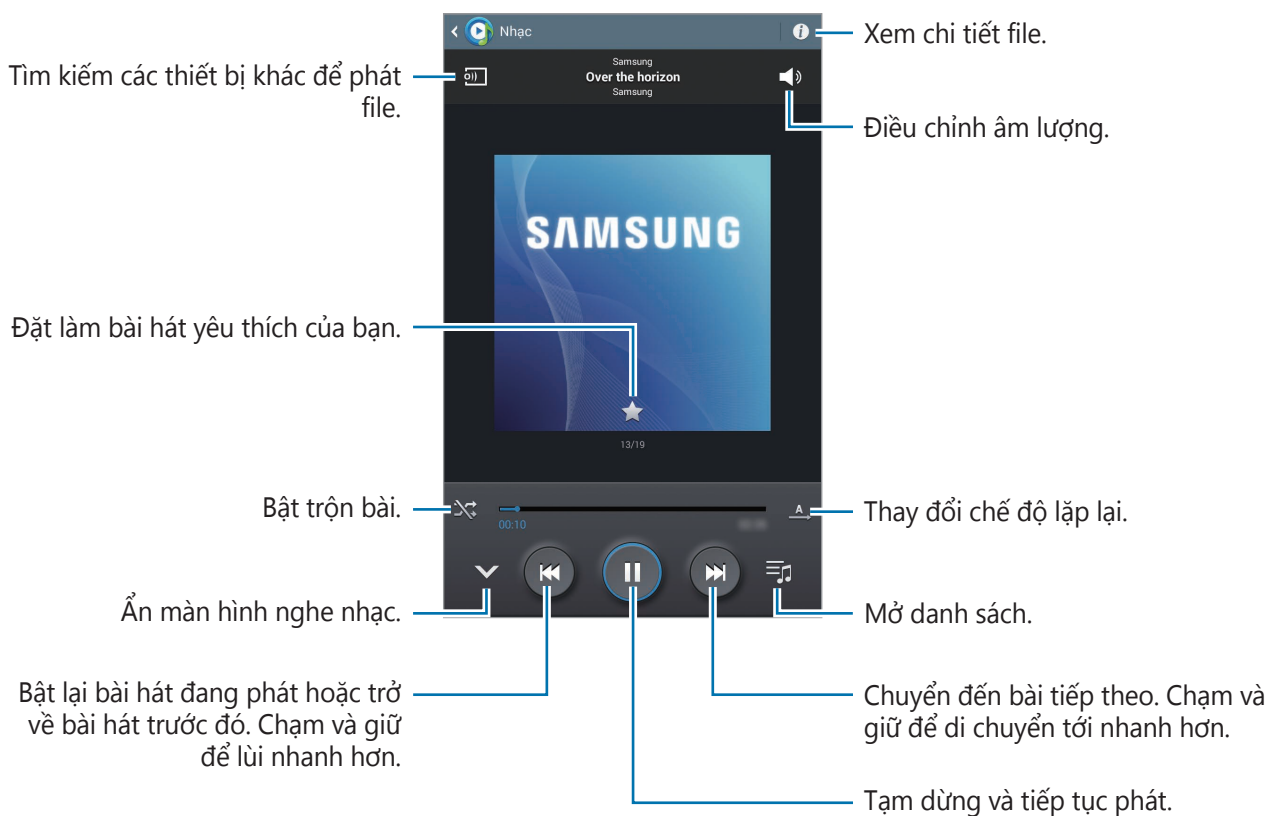 Nhạc
Xem chi tiết file.
Tìm kiếm các thiết bị khác để phát
file.
Samsung
Over the horizon
Samsung
Điều chỉnh âm lượng.
SAMSUNG
Đặt làm bài hát yêu thích của bạn.
13/19
Bật trộn bài.
00:10
A
Thay đổi chế độ lặp lại.
Ẩn màn hình nghe nhạc.
Mở danh sách.
Bật lại bài hát đang phát hoặc trở
về bài hát trước đó. Chạm và giữ
để lùi nhanh hơn.
Chuyển đến bài tiếp theo. Chạm và
giữ để di chuyển tới nhanh hơn.
Tạm dừng và tiếp tục phát.